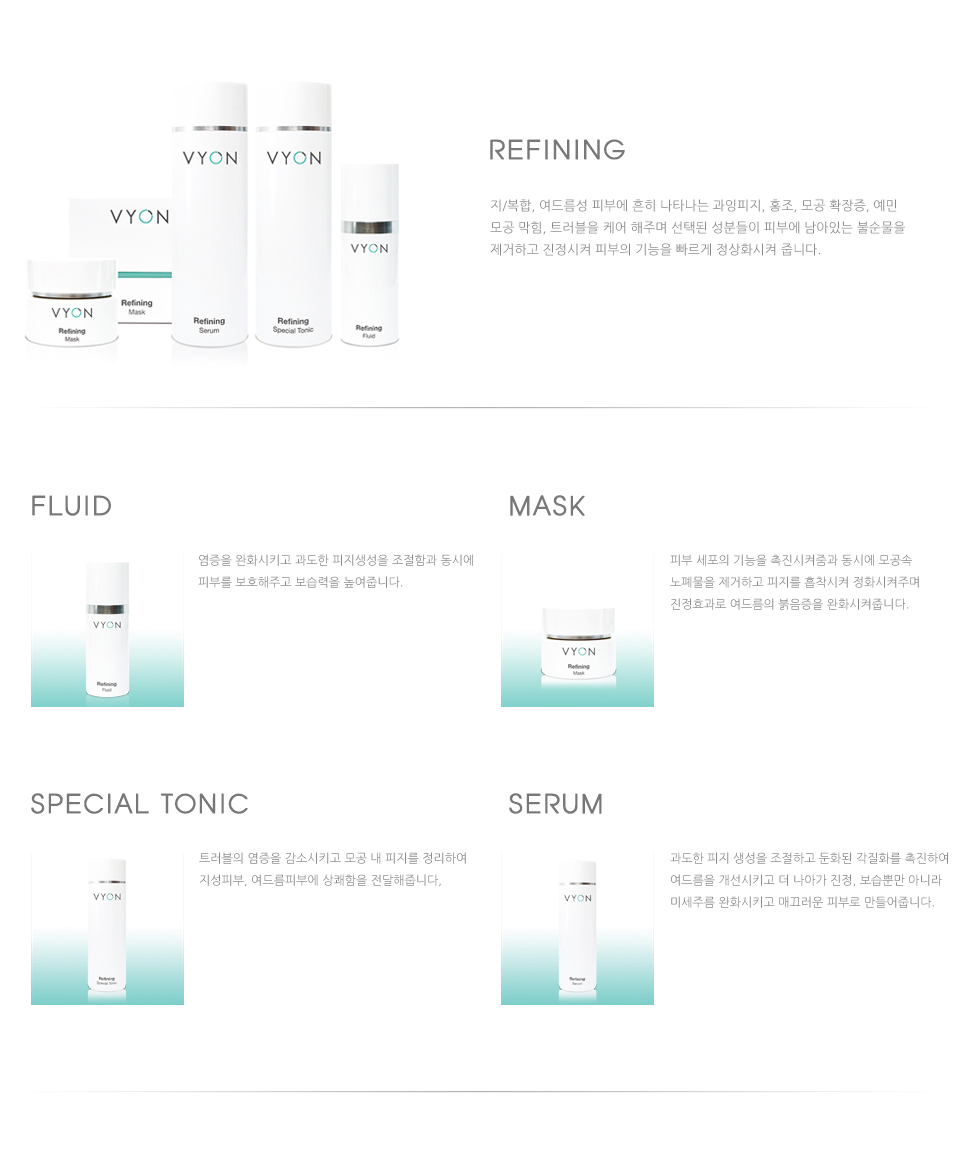 VYON
VYON
VYON
VYON
VYON
Refining
Mask
Refining
Mask
Refining
Serum
Refining
Special Tonic
Refining
Fluid
REFINING
지/복합, 여드름성 피부에 흔히 나타나는 과잉피지, 홍조, 모공 확장증, 예민
모공 막힘, 트러블을 케어 해주며 선택된 성분들이 피부에 남아있는 불순물을
제거하고 진정시켜 피부의 기능을 빠르게 정상화시켜 줍니다.
FLUID
염증을 완화시키고 과도한 피지생성을 조절함과 동시에
피부를 보호해주고 보습력을 높여줍니다.
VYON
Refining
Fluid
MASK
피부 세포의 기능을 촉진시켜줌과 동시에 모공속
노폐물을 제거하고 피지를 흡착시켜 정화시켜주며
진정효과로 여드름의 붉음증을 완화시켜줍니다.
VYON
Refining
Mask
SPECIAL TONIC
트러블의 염증을 감소시키고 모공 내 피지를 정리하여
지성피부, 여드름피부에 상쾌함을 전달해줍니다,
VYON
Refining
Special tonic
SERUM
과도한 피지 생성을 조절하고 둔화된 각질화를 촉진하여
여드름을 개선시키고 더 나아가 진정, 보습뿐만 아니라
미세주름 완화시키고 매끄러운 피부로 만들어줍니다.
VYON
Refining
Serum